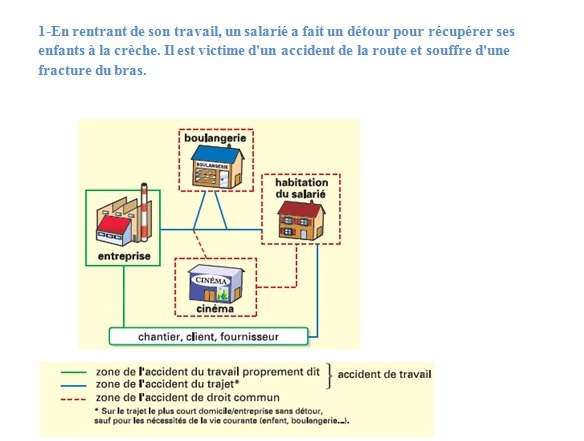 1-En rentrant de son travail, un salarié a fait un détour pour récupérer ses
enfants à la crèche. Il est victime d'un accident de la route et souffre d'une
fracture du bras.
boulangerie
BOULANGERIE
habitation
du salarié
entreprise
CINÉMA
cinéma
chantier, client, fournisseur
zone de l'accident du travail proprement dit
zone de l'accident du trajet*
accident de travail
zone de l'accident de droit commun
* Sur le trajet le plus court domicile/entreprise sans détour,
sauf pour les nécessités de la vie courante (enfant, boulangerie...).